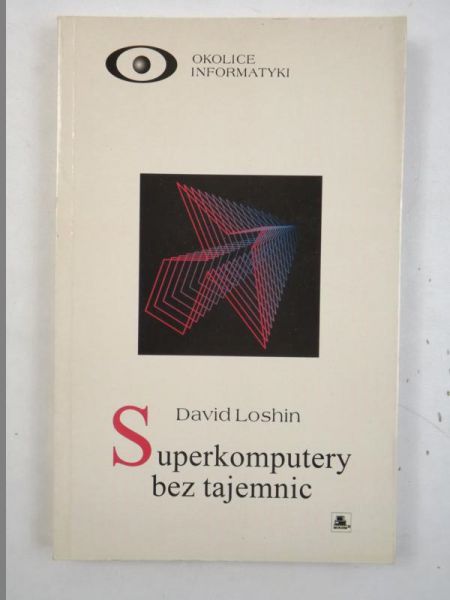 OKOLICE
INFORMATYKI
David Loshin
Superkomputery
bez tajemnic